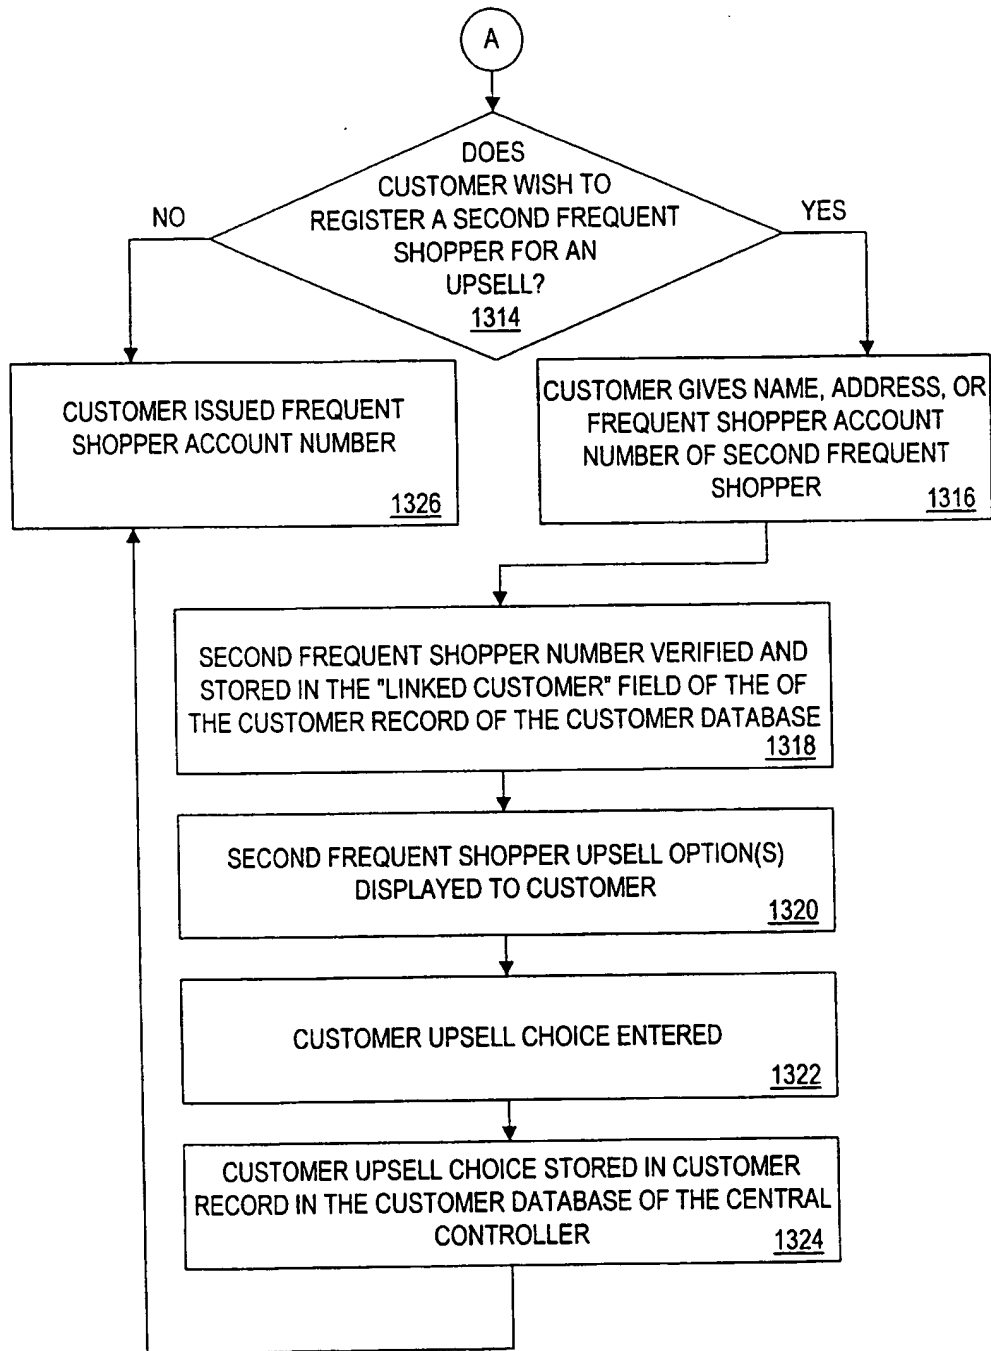 A
DOES
CUSTOMER WISH TO
REGISTER A SECOND FREQUENT
SHOPPER FOR AN
UPSELL?
1314
NO
YES
CUSTOMER ISSUED FREQUENT
SHOPPER ACCOUNT NUMBER
1326
CUSTOMER GIVES NAME, ADDRESS, OR
FREQUENT SHOPPER ACCOUNT
NUMBER OF SECOND FREQUENT
SHOPPER
1316
SECOND FREQUENT SHOPPER NUMBER VERIFIED AND
STORED IN THE "LINKED CUSTOMER" FIELD OF THE OF
THE CUSTOMER RECORD OF THE CUSTOMER DATABASE
1318
SECOND FREQUENT SHOPPER UPSELL OPTION(S)
DISPLAYED TO CUSTOMER
1320
CUSTOMER UPSELL CHOICE ENTERED
1322
CUSTOMER UPSELL CHOICE STORED IN CUSTOMER
RECORD IN THE CUSTOMER DATABASE OF THE CENTRAL
CONTROLLER
1324